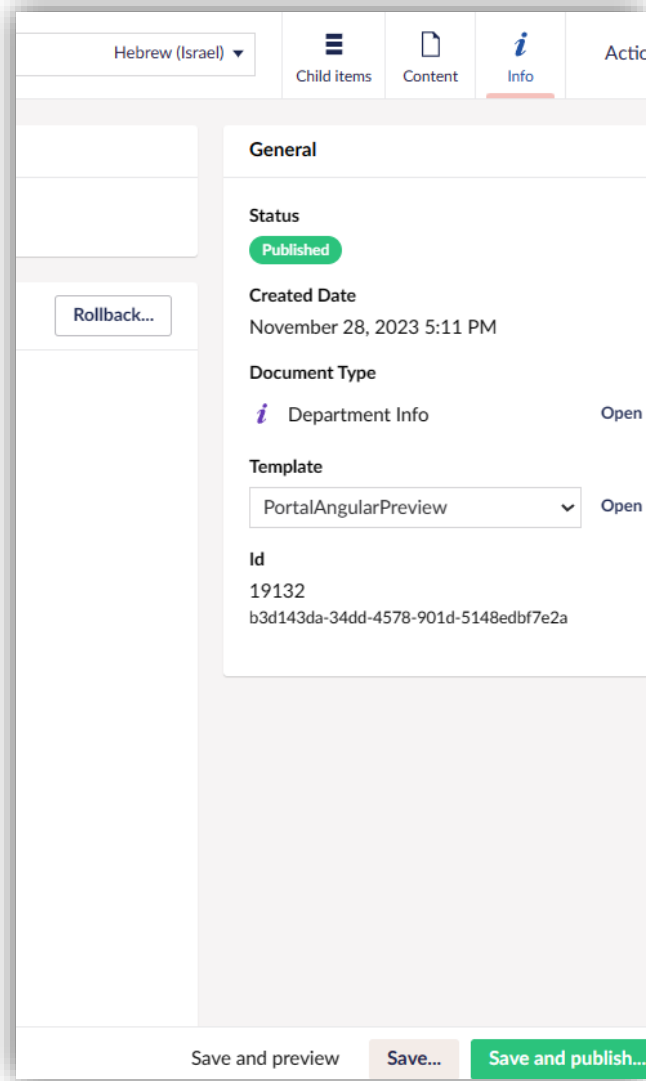 Hebrew (Israel)
Child items
Content
Info
General
Status
Published
Rollback...
Created Date
November 28, 2023 5:11 PM
Document Type
Department Info
Open
Template
PortalAngularPreview
Open
Id
19132
b3d143da-34dd-4578-901d-5148edbf7e2a
Save and preview
Save...
Save and publish...